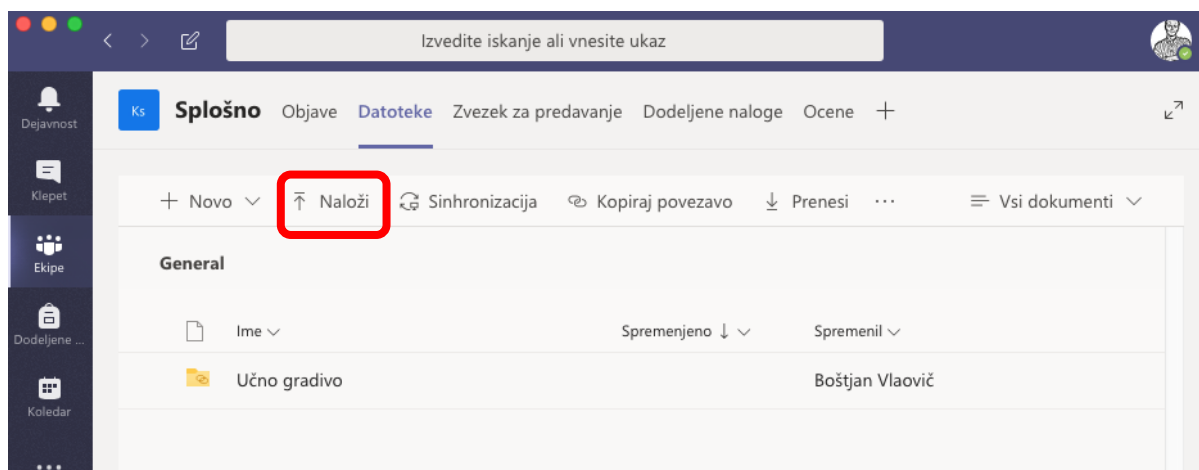 Izvedite iskanje ali vnesite ukaz
Dejavnost
Klepet
Ekipe
Dodeljene ...
Koledar
Ks Splošno Objave Datoteke Zvezek za predavanje Dodeljene naloge Ocene
Novo Naloži Sinhronizacija Kopiraj povezavo Prenesi ... Vsi dokumenti
General
Ime Spremenjeno Spremenil
Učno gradivo Boštjan Vlaovič